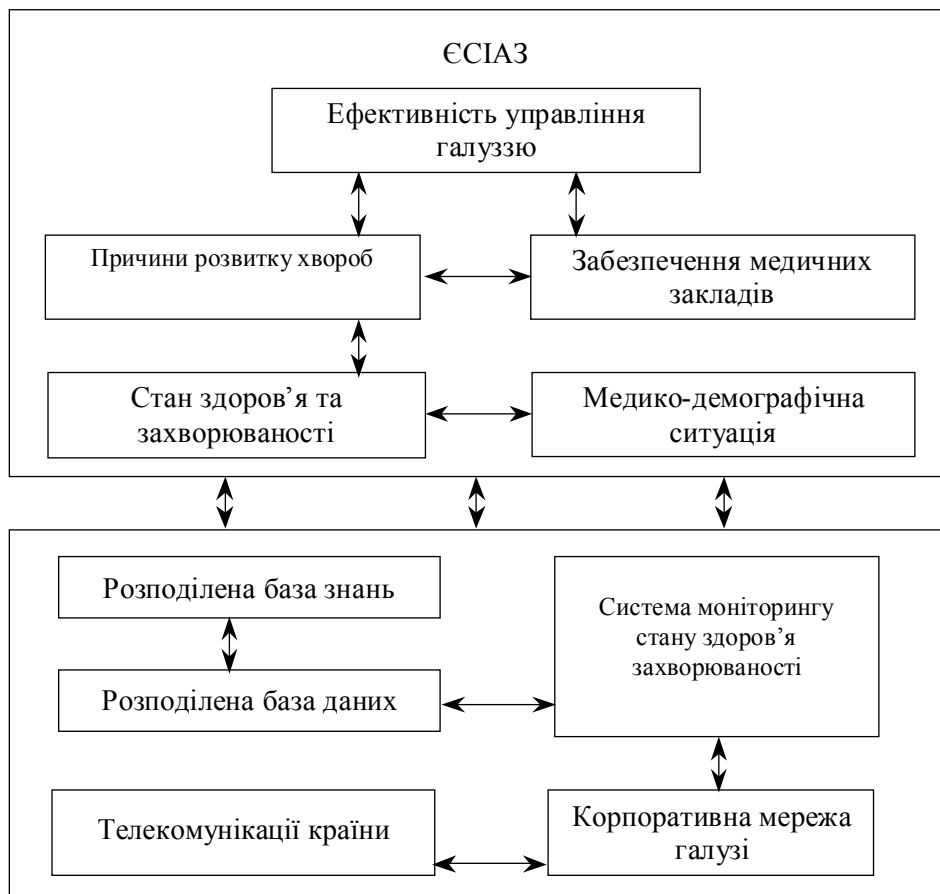 ЄСІАЗ
Ефективність управління
галуззю
Причини розвитку хвороб
Забезпечення медичних
закладів
Стан здоров’я та
захворюваності
Медико-демографічна
ситуація
Розподілена база знань
Система моніторингу
стану здоров’я
захворюваності
Розподілена база даних
Телекомунікації країни
Корпоративна мережа
галузі